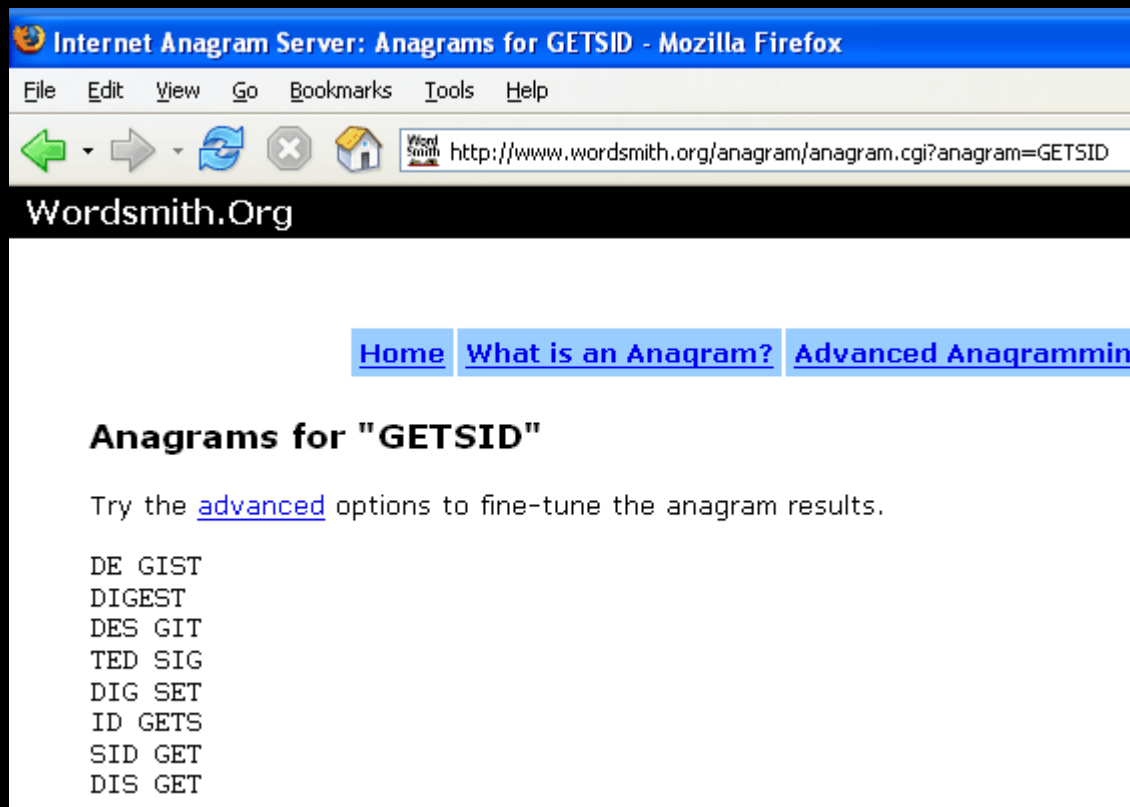 Internet Anagram Server: Anagrams for GETSID - Mozilla Firefox
File Edit View Go Bookmarks Tools Help
Word Smith http://www.wordsmith.org/anagram/anagram.cgi?anagram=GETSID
Wordsmith.Org
Home What is an Anagram? Advanced Anagrammin
Anagrams for "GETSID"
Try the advanced options to fine-tune the anagram results.
DE GIST
DIGEST
DES GIT
TED SIG
DIG SET
ID GETS
SID GET
DIS GET